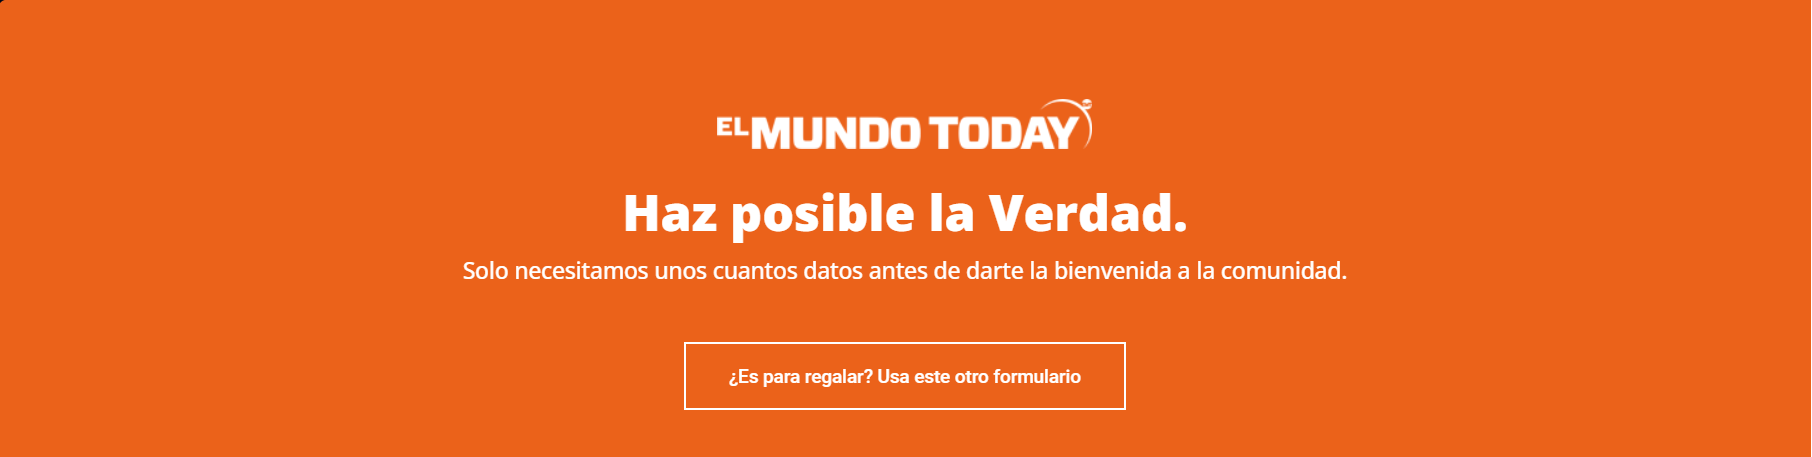 EL MUNDO TODAY
Haz posible la Verdad.
Solo necesitamos unos cuantos datos antes de darte la bienvenida a la comunidad.
¿Es para regalar? Usa este otro formulario